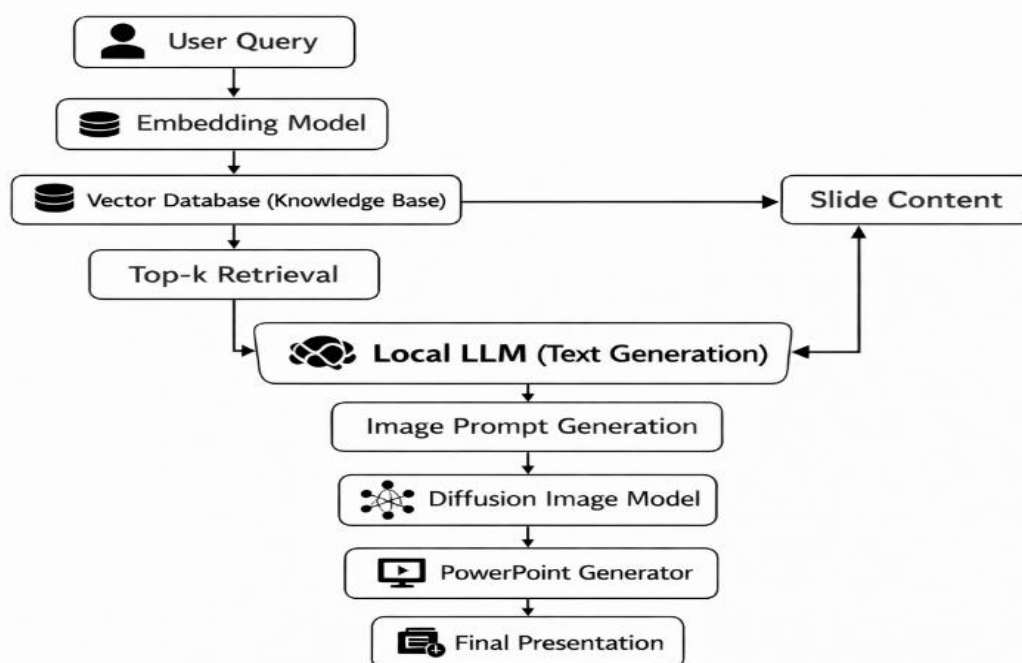 User Query
Embedding Model
Vector Database (Knowledge Base)
Slide Content
Top-k Retrieval
Local LLM (Text Generation)
Image Prompt Generation
Diffusion Image Model
PowerPoint Generator
Final Presentation